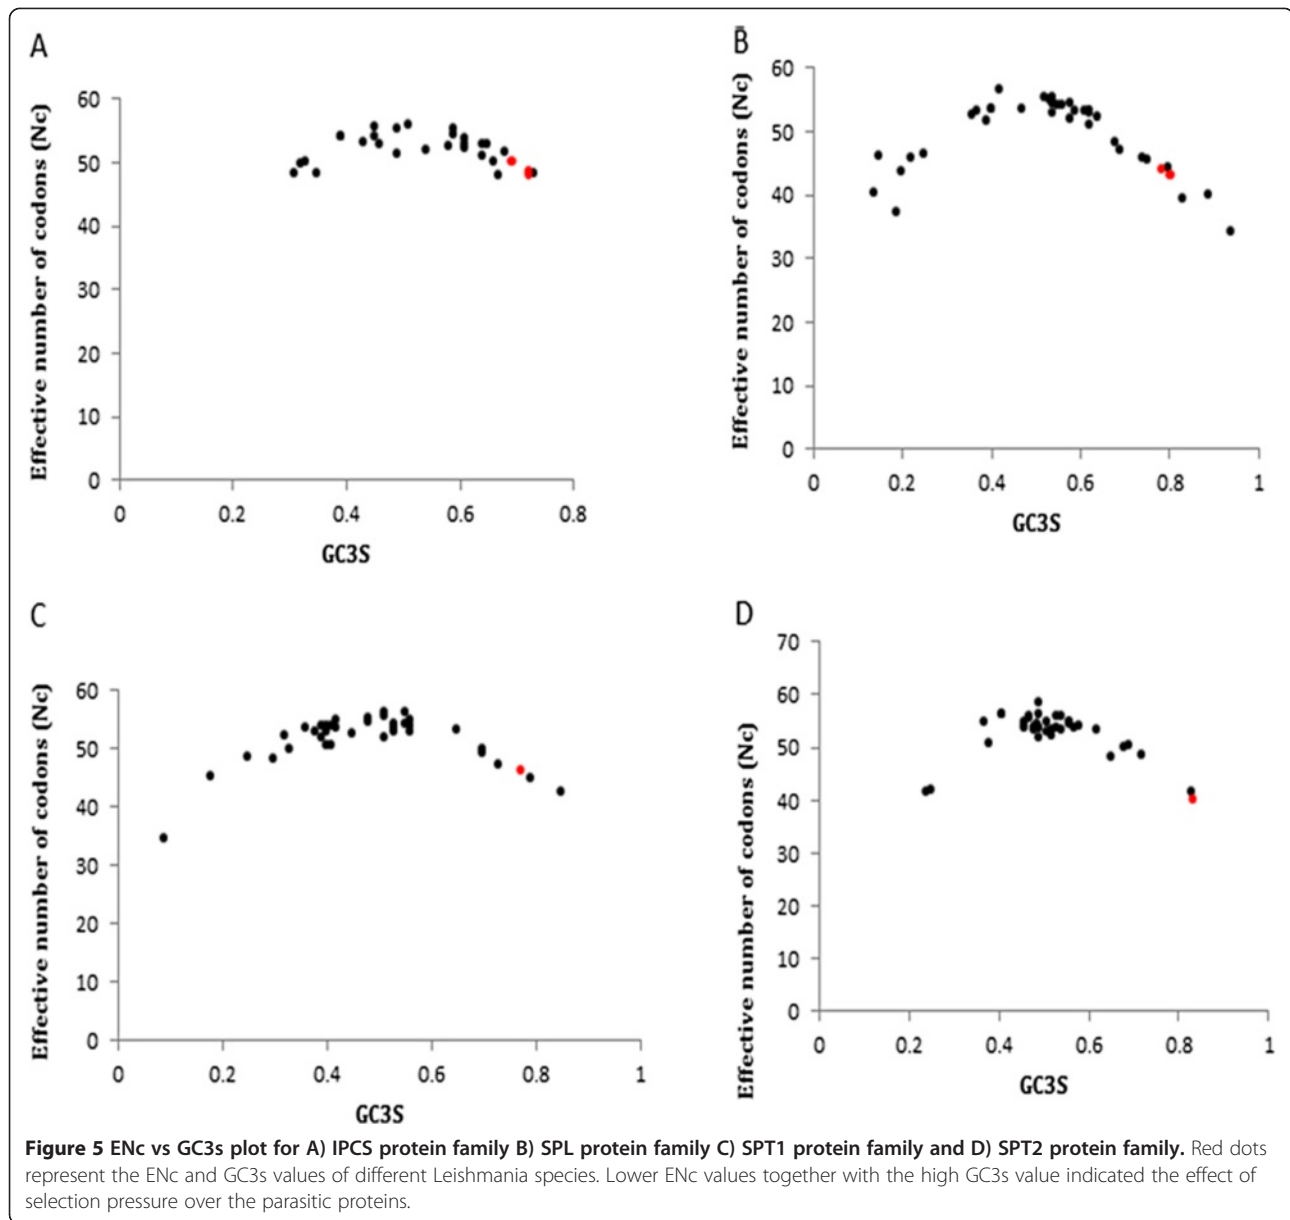 A
Effective number of codons (Nc)
60
50
40
30
20
10
0
0 0.2 0.4 0.6 0.8
GC3S
B
Effective number of codons (Nc)
60
50
40
30
20
10
0
0 0.2 0.4 0.6 0.8 1
GC3S
C
Effective number of codons (Nc)
60
50
40
30
20
10
0
0 0.2 0.4 0.6 0.8 1
GC3S
D
Effective number of codons (Nc)
70
60
50
40
30
20
10
0
0 0.2 0.4 0.6 0.8 1
GC3S
Figure 5 ENc vs GC3s plot for A) IPCS protein family B) SPL protein family C) SPT1 protein family and D) SPT2 protein family. Red dots
represent the ENc and GC3s values of different Leishmania species. Lower ENc values together with the high GC3s value indicated the effect of
selection pressure over the parasitic proteins.